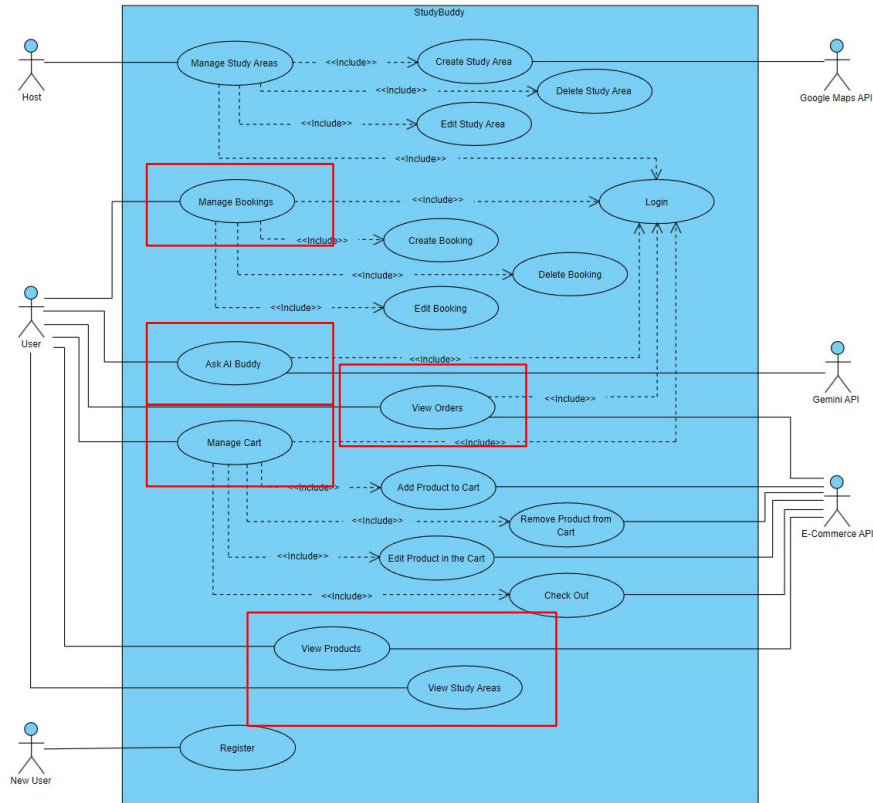 StudyBuddy
Host
Manage Study Areas
<<Include>>
Create Study Area
Google Maps API
<<Include>>
Delete Study Area
<<Include>>
Edit Study Area
<<Include>>
Manage Bookings
<<Include>>
Login
<<Include>>
Create Booking
<<Include>>
Delete Booking
<<Include>>
Edit Booking
User
Ask AI Buddy
<<Include>>
Gemini API
View Orders
<<Include>>
Manage Cart
<<Include>>
<<Include>>
Add Product to Cart
<<Include>>
Remove Product from
Cart
E-Commerce API
<<Include>>
Edit Product in the Cart
<<Include>>
Check Out
View Products
View Study Areas
Register
New User